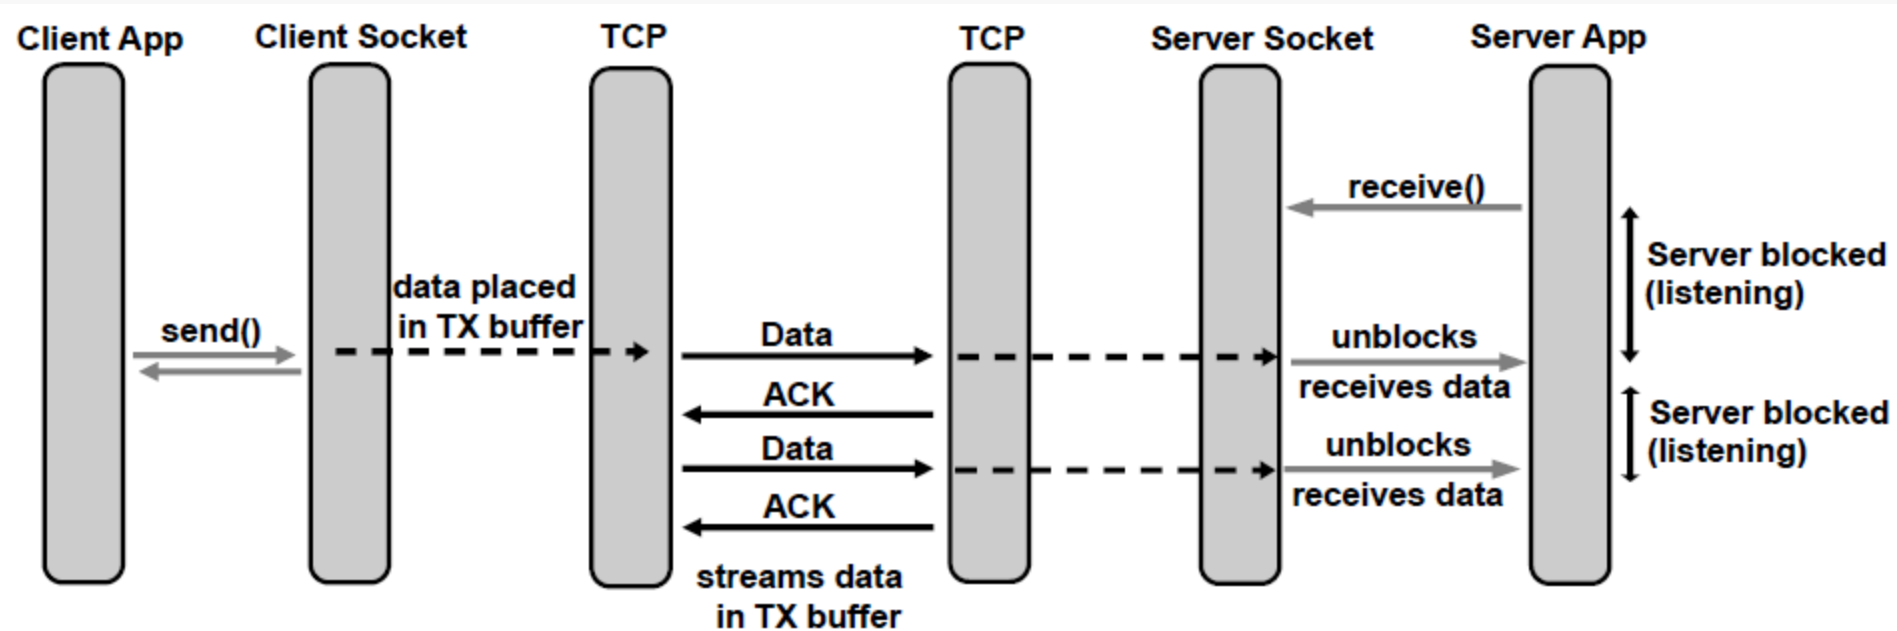 Client App
Client Socket
TCP
TCP
Server Socket
Server App
receive()
Server blocked
(listening)
data placed
in TX buffer
send()
Data
unblocks
receives data
ACK
Server blocked
(listening)
Data
unblocks
receives data
ACK
streams data
in TX buffer